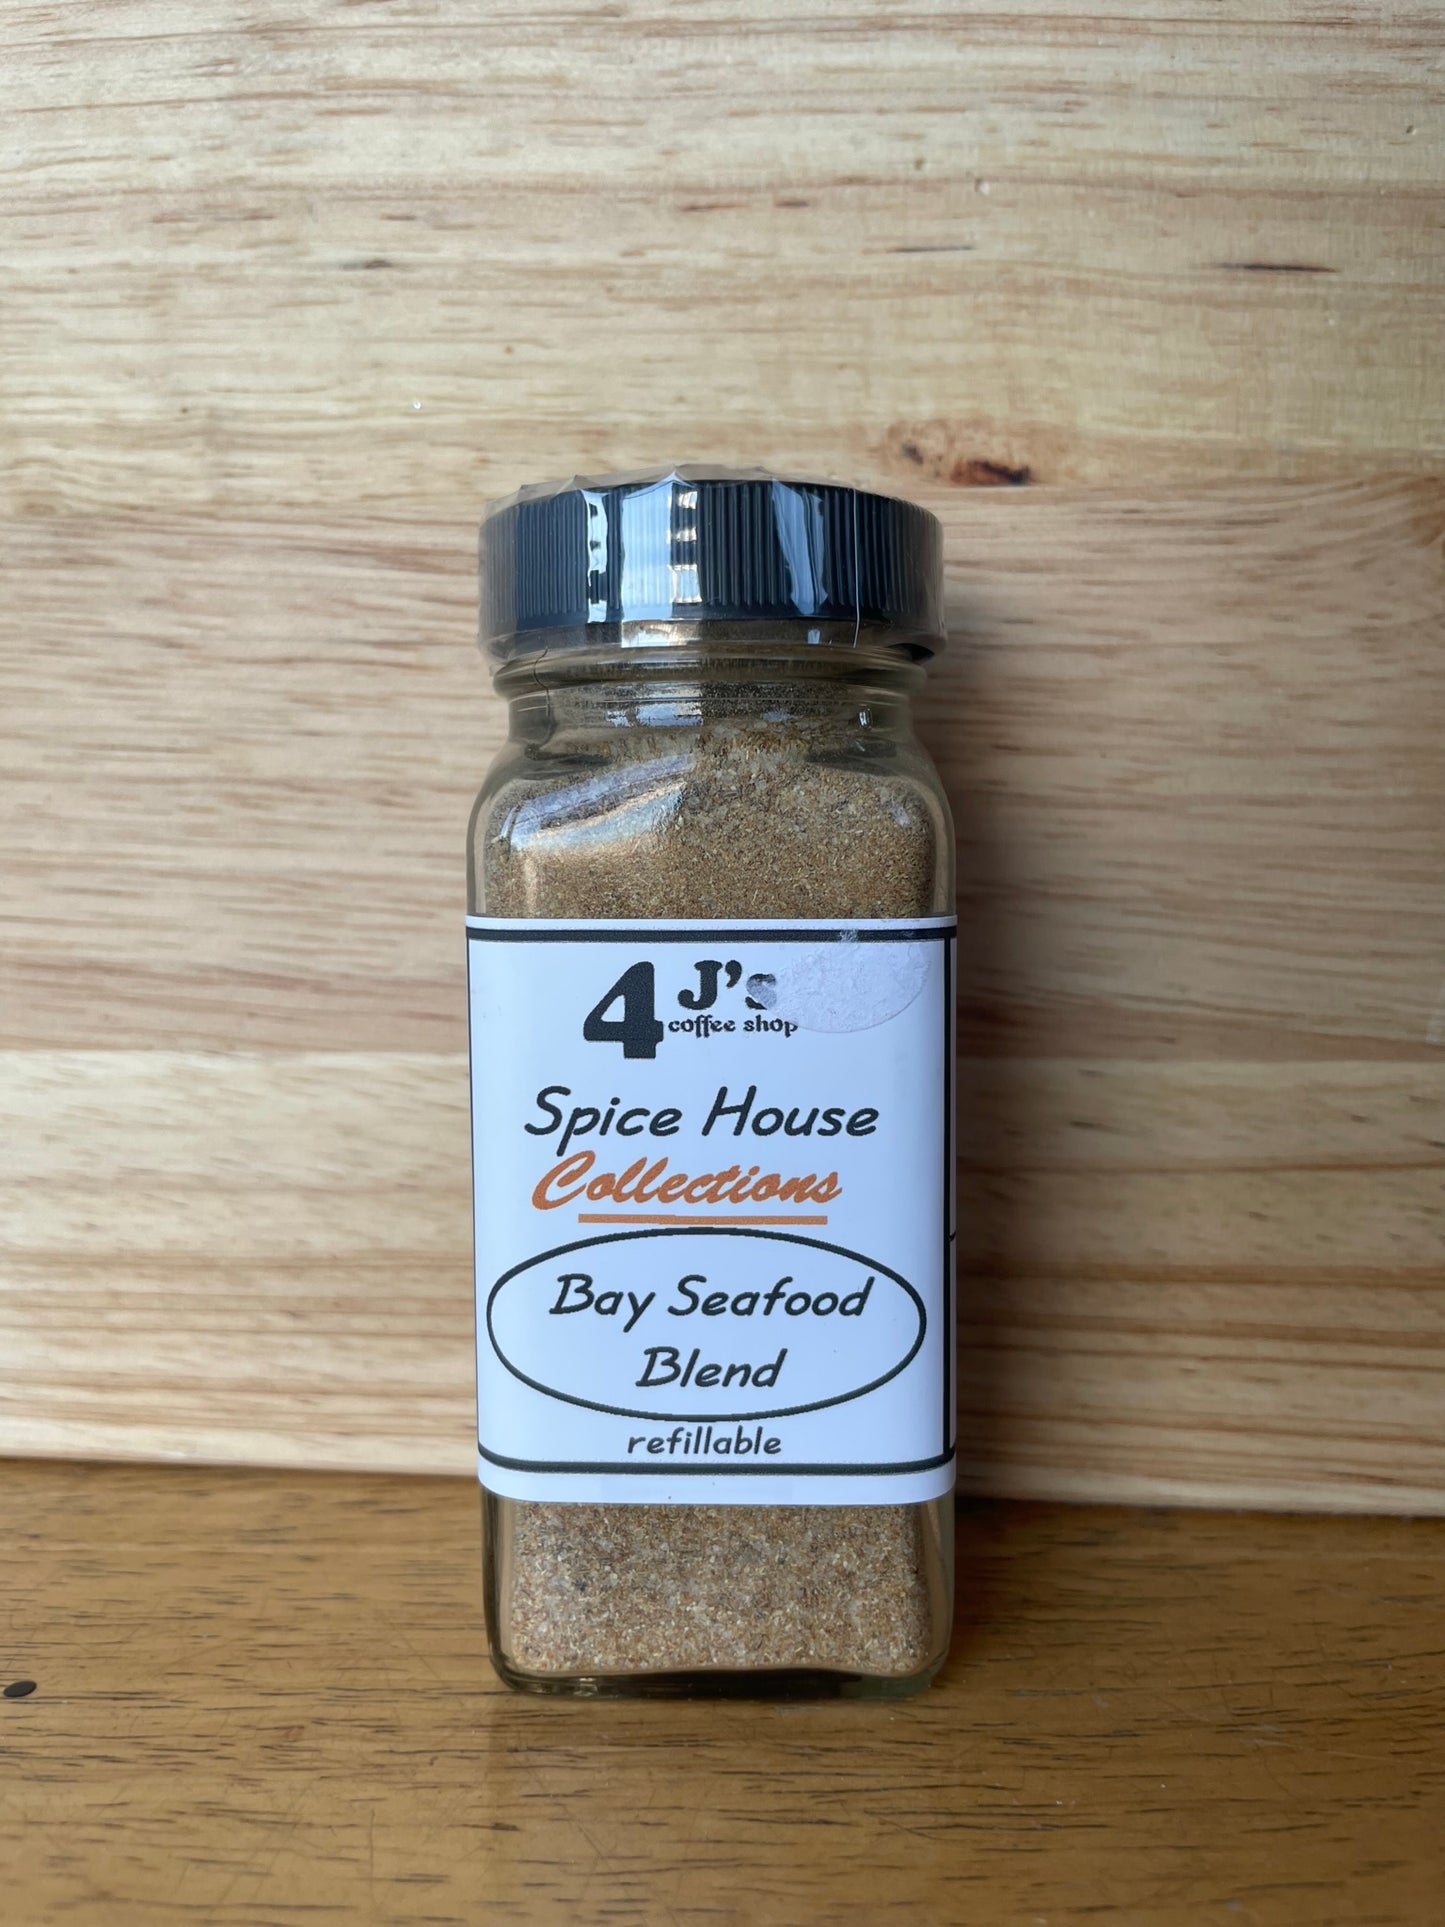 4 J's
coffee shop
Spice House
Collections
Bay Seafood
Blend
refillable